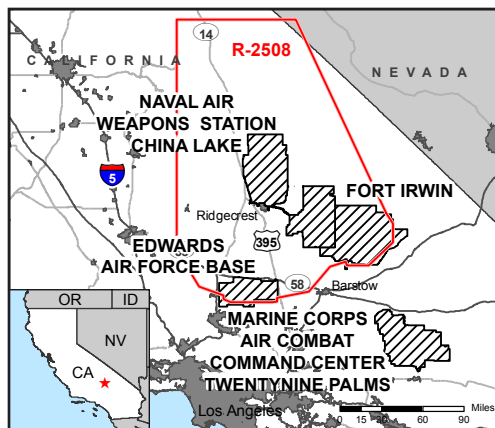 14
R-2508
CALIFORNIA
NEVADA
NAVAL AIR
WEAPONS STATION
CHINA LAKE
5
FORT IRWIN
Ridgecrest
395
EDWARDS
AIR FORCE BASE
58
Barstow
OR
ID
MARINE CORPS
AIR COMBAT
COMMAND CENTER
TWENTYNINE PALMS
NV
CA
Los Angeles
Miles
0 15 30 60 90